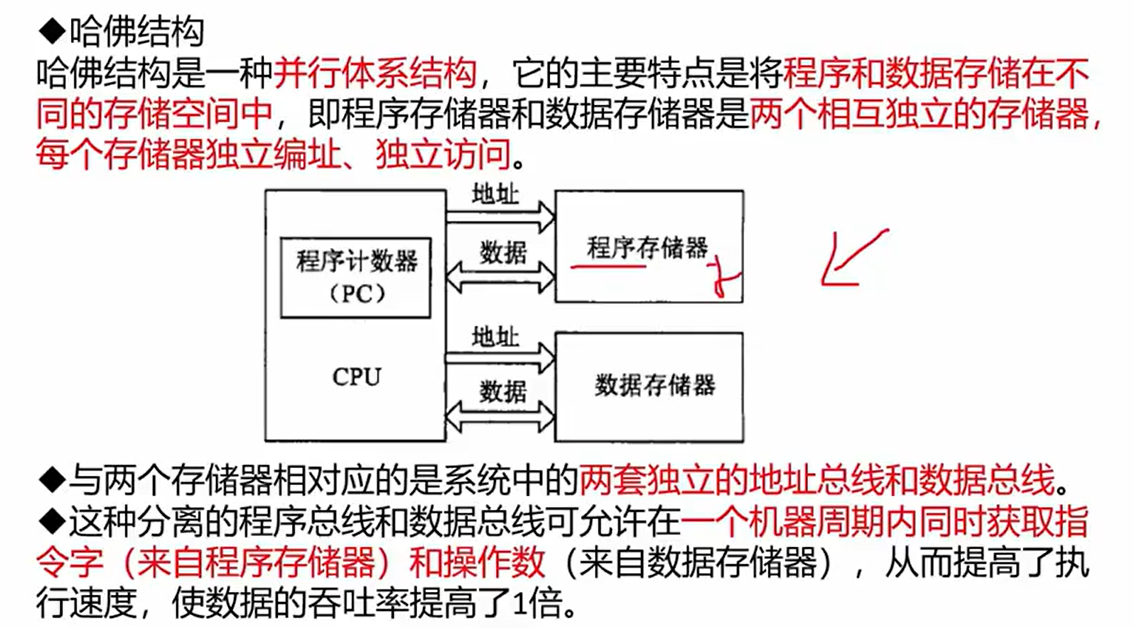 ◆哈佛结构
哈佛结构是一种并行体系结构，它的主要特点是将程序和数据存储在不
同的存储空间中，即程序存储器和数据存储器是两个相互独立的存储器，
每个存储器独立编址、独立访问。
地址
程序存储器
数据
程序计数器
（PC）
地址
CPU
数据
数据存储器
◆与两个存储器相对应的是系统中的两套独立的地址总线和数据总线。
◆这种分离的程序总线和数据总线可允许在一个机器周期内同时获取指
令字（来自程序存储器）和操作数（来自数据存储器），从而提高了执
行速度，使数据的吞吐率提高了1倍。